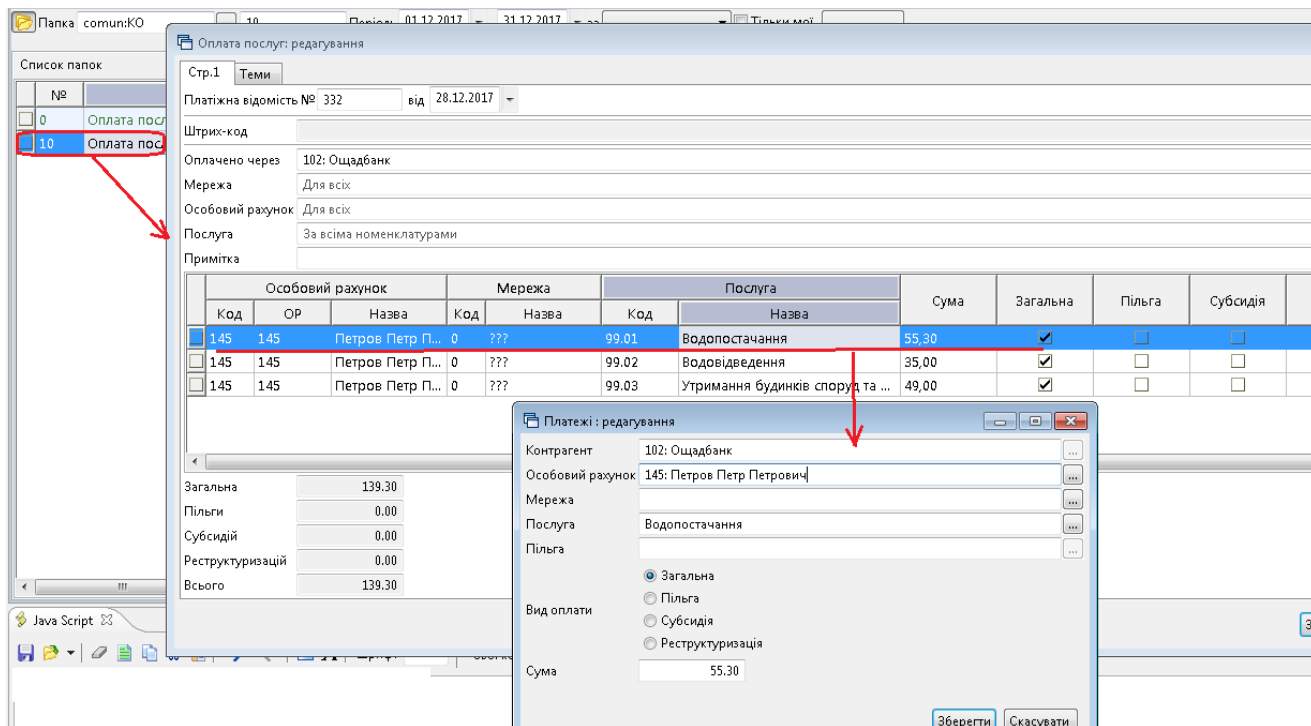 Папка comun:KO 10 Період 01.12.2017 31.12.2017 за Тільки мої
Оплата послуг: редагування
Список папок
Стр.1 Теми
№
Платіжна відомість № 332 від 28.12.2017
0 Оплата посл
10 Оплата пос
Штрих-код
Оплачено через 102: Ощадбанк
Мережа Для всіх
Особовий рахунок Для всіх
Послуга За всіма номенклатурами
Примітка
Особовий рахунок Мережа Послуга Сума Загальна Пільга Субсидія
Код ОР Назва Код Назва Код Назва
145 145 Петров Петр П... 0 ??? 99.01 Водопостачання 55,30
145 145 Петров Петр П... 0 ??? 99.02 Водовідведення 35,00
145 145 Петров Петр П... 0 ??? 99.03 Утримання будинків споруд та ... 49,00
Платежі : редагування
Контрагент 102: Ощадбанк ...
Особовий рахунок 145: Петров Петр Петрович ...
Мережа ...
Послуга Водопостачання ...
Пільга ...
Вид оплати
Загальна
Пільга
Субсидія
Реструктуризація
Сума 55.30
Зберегти Скасувати
Загальна 139.30
Пільги 0.00
Субсидій 0.00
Реструктуризацій 0.00
Всього 139.30
Java Script